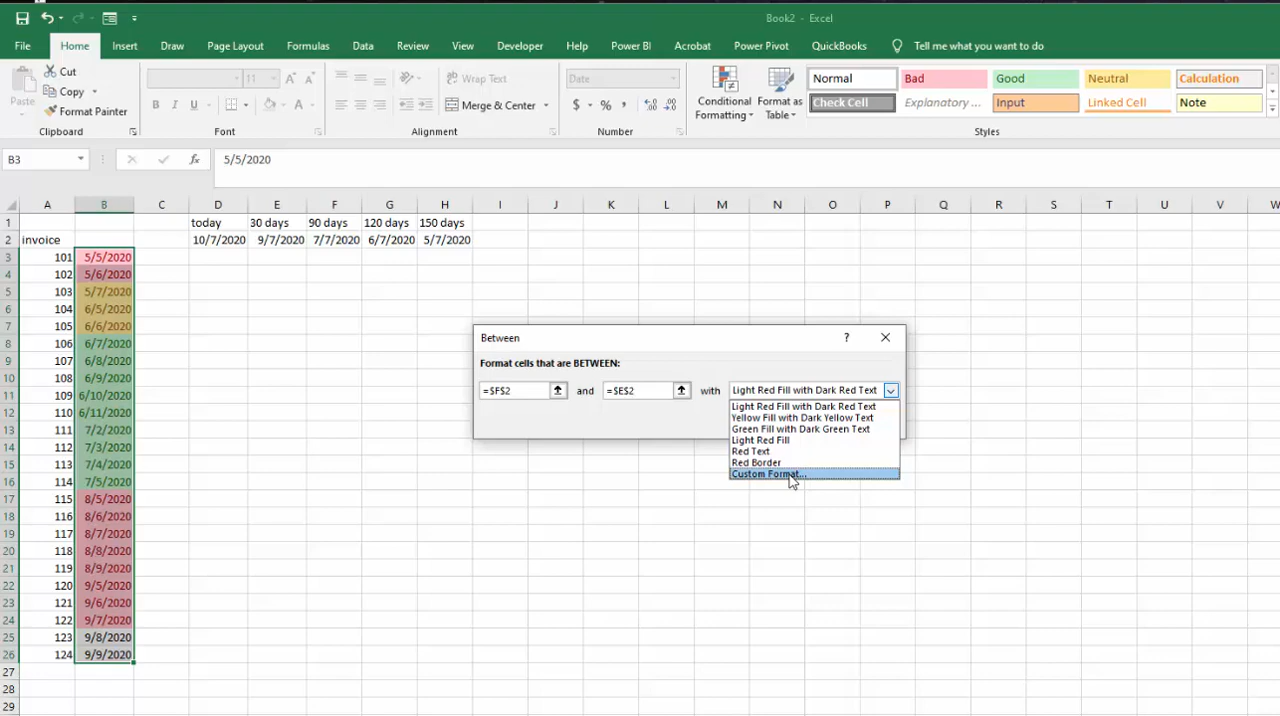 Book2 - Excel
File Home Insert Draw Page Layout Formulas Data Review View Developer Help Power BI Acrobat Power Pivot QuickBooks Tell me what you want to do
Paste
Cut
Copy
Format Painter
Clipboard
11
B I U
Font
Wrap Text
Merge & Center
Alignment
Date
$ % ,
Number
Conditional Formatting
Format as Table
Normal Bad Good Neutral Calculation
Check Cell Explanatory ... Input Linked Cell Note
Styles
B3 fx 5/5/2020
A B C D E F G H I J K L M N O P Q R S T U V W
1 today 30 days 90 days 120 days 150 days
2 invoice 10/7/2020 9/7/2020 7/7/2020 6/7/2020 5/7/2020
3 101 5/5/2020
4 102 5/6/2020
5 103 5/7/2020
6 104 6/5/2020
7 105 6/6/2020
8 106 6/7/2020
9 107 6/8/2020
10 108 6/9/2020
11 109 6/10/2020
12 110 6/11/2020
13 111 7/2/2020
14 112 7/3/2020
15 113 7/4/2020
16 114 7/5/2020
17 115 8/5/2020
18 116 8/6/2020
19 117 8/7/2020
20 118 8/8/2020
21 119 8/9/2020
22 120 9/5/2020
23 121 9/6/2020
24 122 9/7/2020
25 123 9/8/2020
26 124 9/9/2020
27
28
29
Between ?
Format cells that are BETWEEN:
=$F$2 and =$E$2 with Light Red Fill with Dark Red Text
Light Red Fill with Dark Red Text
Yellow Fill with Dark Yellow Text
Green Fill with Dark Green Text
Light Red Fill
Red Text
Red Border
Custom Format...